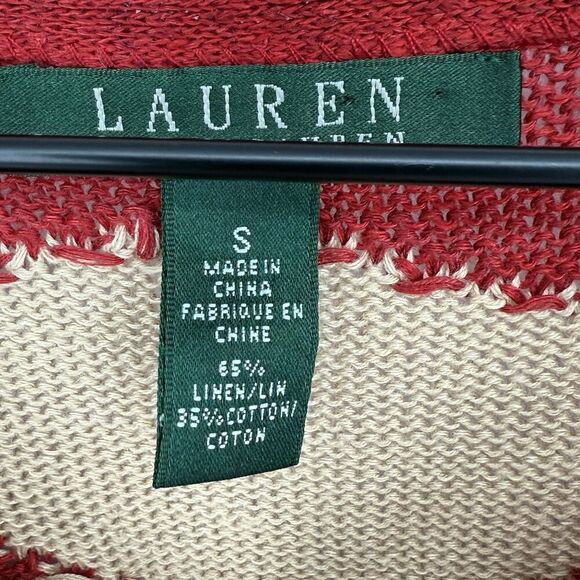 LAUREN
S
MADE IN
CHINA
FABRIQUE EN
CHINE
65%
LINEN/LIN
35%COTTON/
COTON